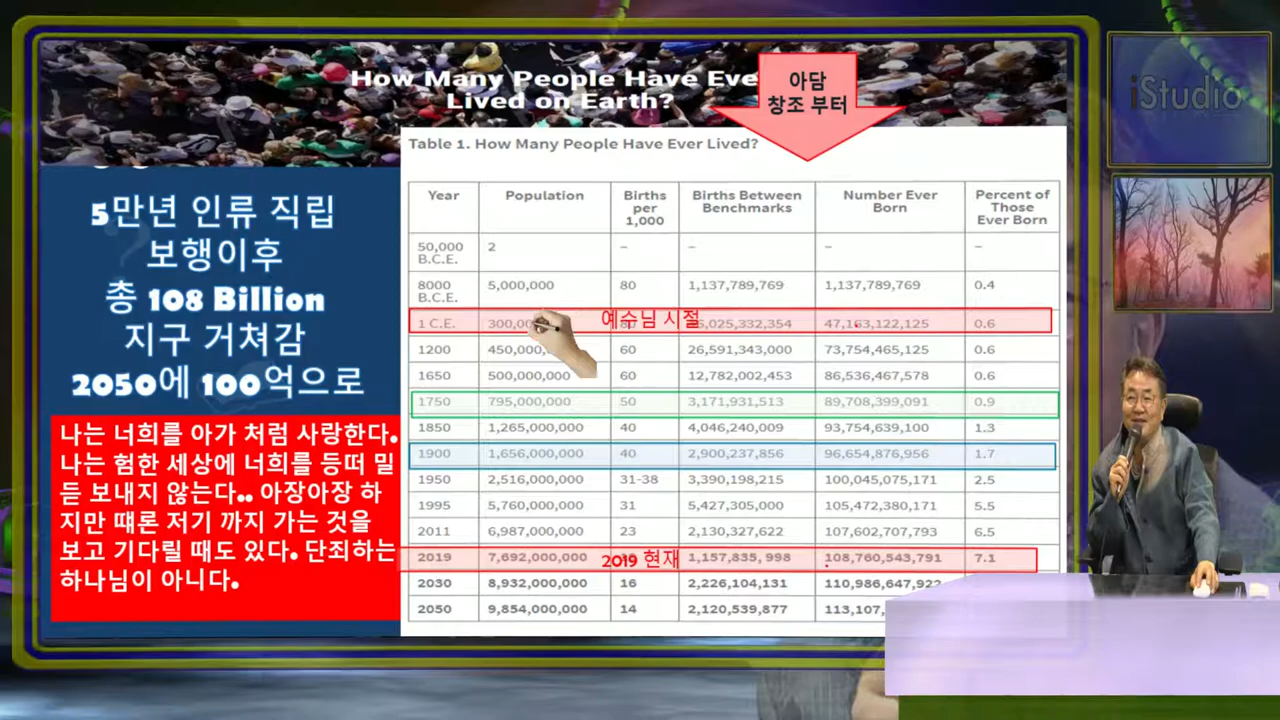 How Many People Have Eve
Lived on Earth?
아담
창조 부터
iStudio
5만년 인류 직립
보행이후
총 108 Billion
지구 거쳐감
2050에 100억으로
나는 너희를 아가 처럼 사랑한다.
나는 험한 세상에 너희를 등떠 밀
듯 보내지 않는다.. 아장아장 하
지만 떄론 저기 까지 가는 것을
보고 기다릴 때도 있다. 단죄하는
하나님이 아니다.
Table 1. How Many People Have Ever Lived?
Year Population Births per 1,000 Births Between Benchmarks Number Ever Born Percent of Those Ever Born
50,000 B.C.E. 2 – – – –
8000 B.C.E. 5,000,000 80 1,137,789,769 1,137,789,769 0.4
1 C.E. 예수님 시절 47,163,122,125 0.6
1200 60 26,591,343,000 73,754,465,125 0.6
1650 500,000,000 60 12,782,002,453 86,536,467,578 0.6
1750 795,000,000 50 3,171,931,513 89,708,399,091 0.9
1850 1,265,000,000 40 4,046,240,009 93,754,639,100 1.3
1900 1,656,000,000 40 2,900,237,856 96,654,876,956 1.7
1950 2,516,000,000 31-38 3,390,198,215 100,045,075,171 2.5
1995 5,760,000,000 31 5,427,305,000 105,472,380,171 5.5
2011 6,987,000,000 23 2,130,327,622 107,602,707,793 6.5
2019 7,692,000,000 2019 현재 1,157,835, 998 108,760,543,791 7.1
2030 8,932,000,000 16 2,226,104,131 110,986,647,922
2050 9,854,000,000 14 2,120,539,877 113,107,